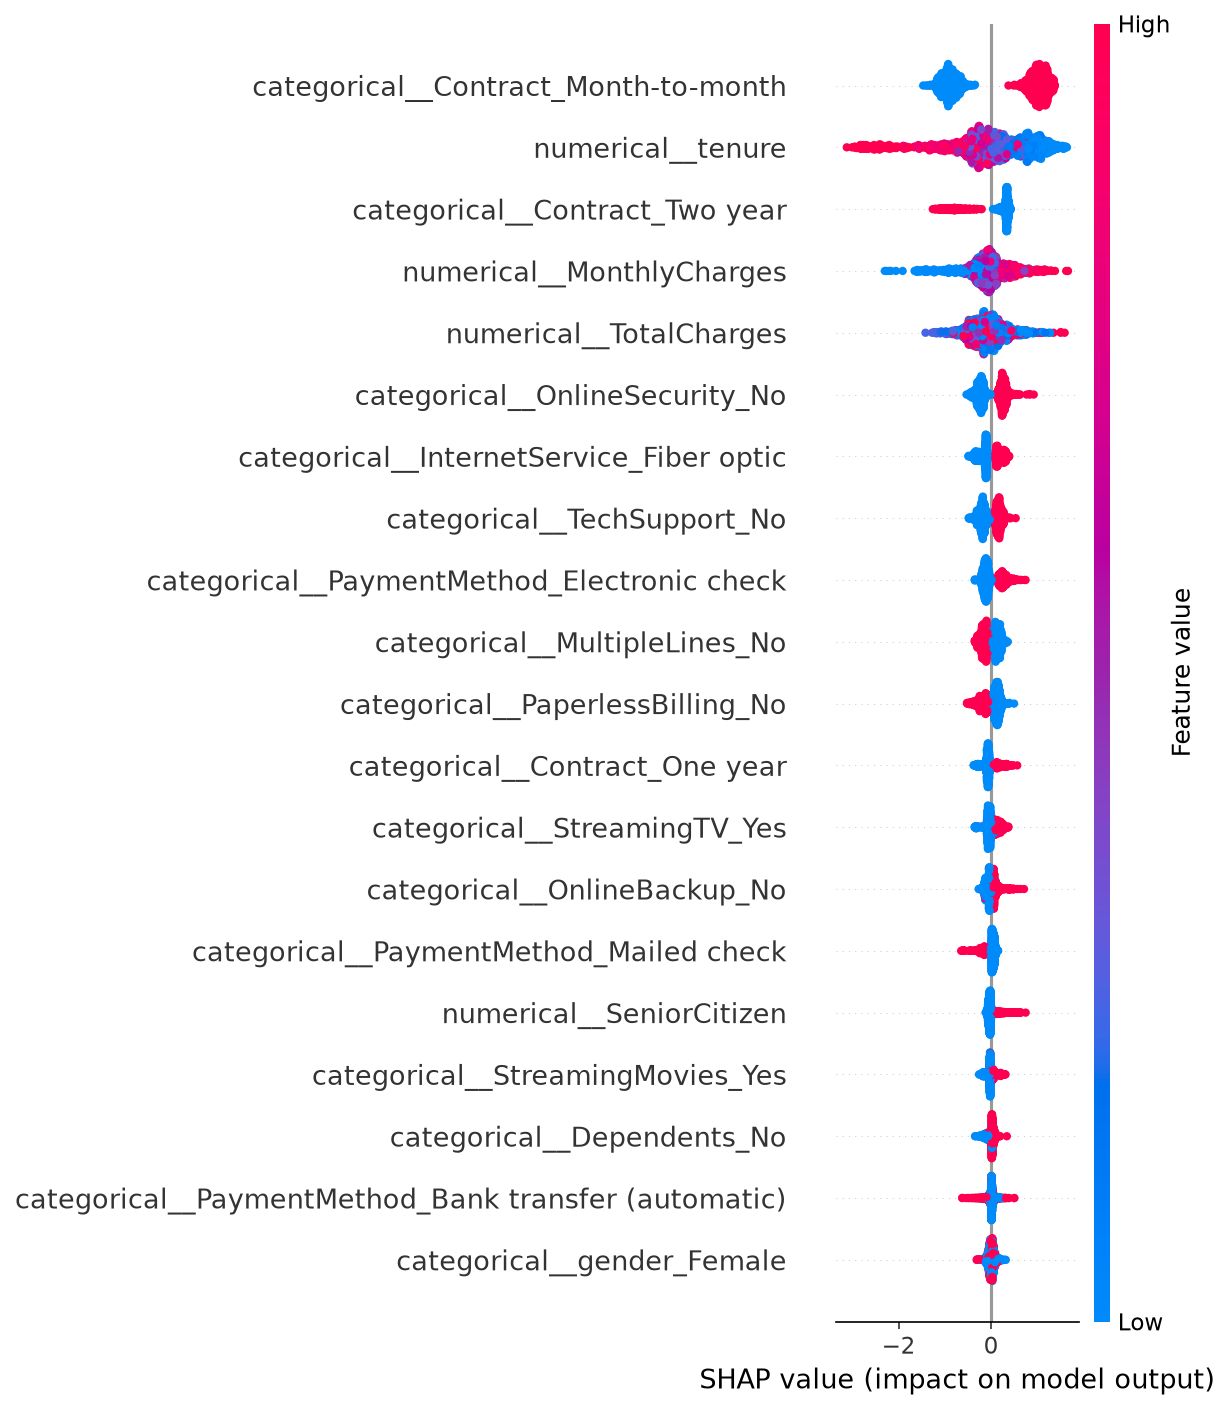 High
categorical__Contract_Month-to-month
numerical__tenure
categorical__Contract_Two year
numerical__MonthlyCharges
numerical__TotalCharges
categorical__OnlineSecurity_No
categorical__InternetService_Fiber optic
categorical__TechSupport_No
categorical__PaymentMethod_Electronic check
categorical__MultipleLines_No
categorical__PaperlessBilling_No
categorical__Contract_One year
categorical__StreamingTV_Yes
categorical__OnlineBackup_No
categorical__PaymentMethod_Mailed check
numerical__SeniorCitizen
categorical__StreamingMovies_Yes
categorical__Dependents_No
categorical__PaymentMethod_Bank transfer (automatic)
categorical__gender_Female
Feature value
Low
−2 0
SHAP value (impact on model output)